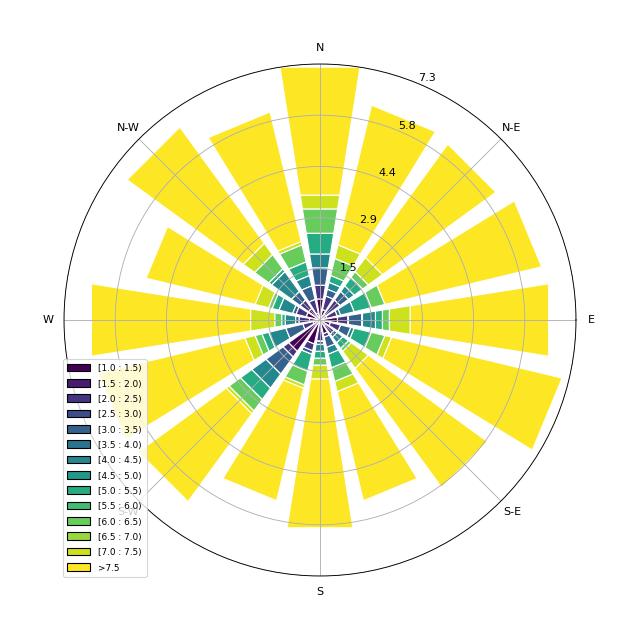 N
7.3
N-W
5.8
N-E
4.4
2.9
1.5
W
E
[1.0 : 1.5)
[1.5 : 2.0)
[2.0 : 2.5)
[2.5 : 3.0)
[3.0 : 3.5)
[3.5 : 4.0)
[4.0 : 4.5)
[4.5 : 5.0)
[5.0 : 5.5)
[5.5 : 6.0)
[6.0 : 6.5)
[6.5 : 7.0)
[7.0 : 7.5)
>7.5
S-W
S-E
S